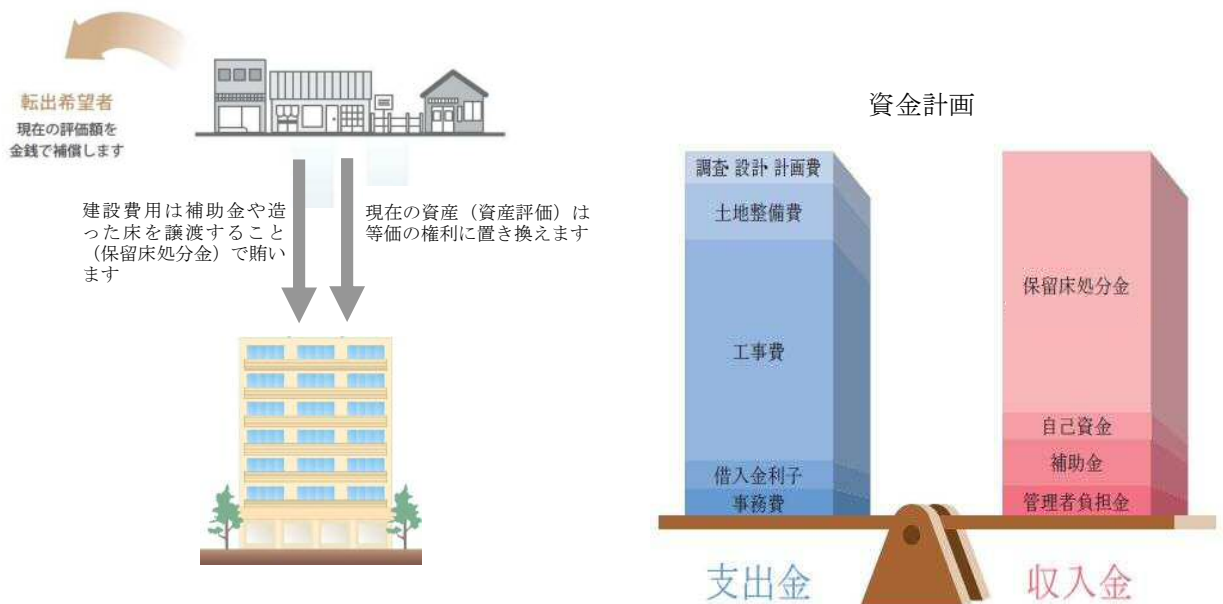 転出希望者
現在の評価額を
金銭で補償します
建設費用は補助金や造
った床を譲渡すること
（保留床処分金）で賄い
ます
現在の資産（資産評価）は
等価の権利に置き換えます
資金計画
調査・設計・計画費
土地整備費
工事費
借入金利子
事務費
保留床処分金
自己資金
補助金
管理者負担金
支出金
収入金